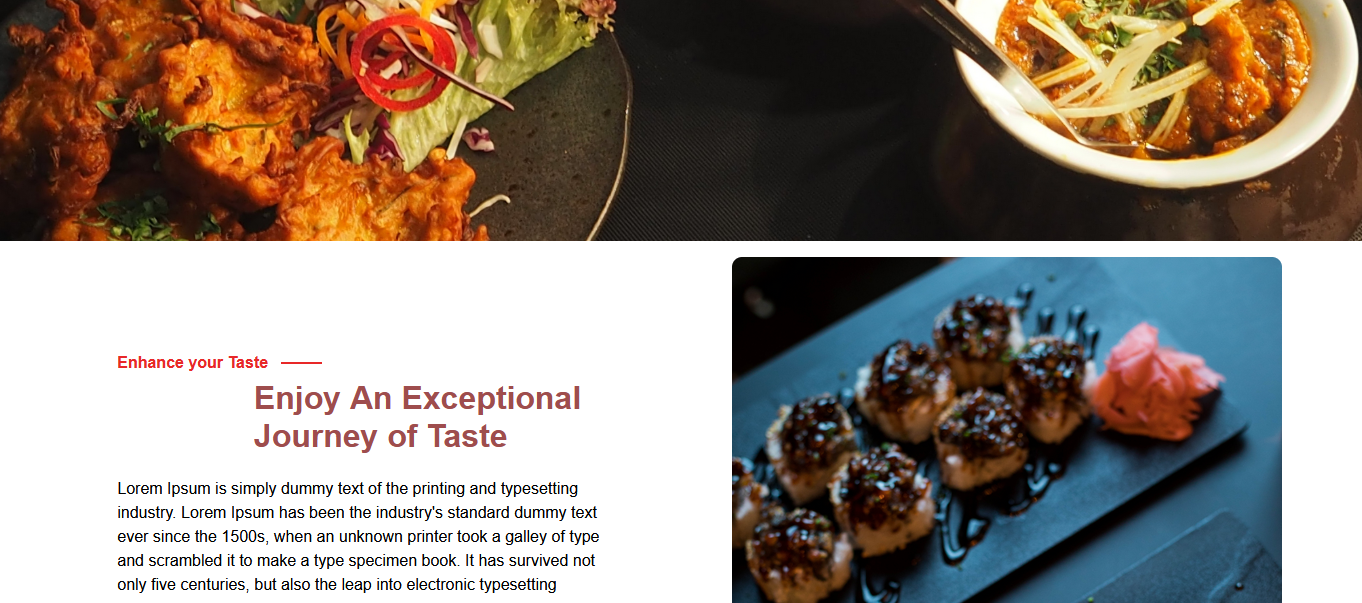 Enhance your Taste
Enjoy An Exceptional
Journey of Taste
Lorem Ipsum is simply dummy text of the printing and typesetting
industry. Lorem Ipsum has been the industry's standard dummy text
ever since the 1500s, when an unknown printer took a galley of type
and scrambled it to make a type specimen book. It has survived not
only five centuries, but also the leap into electronic typesetting